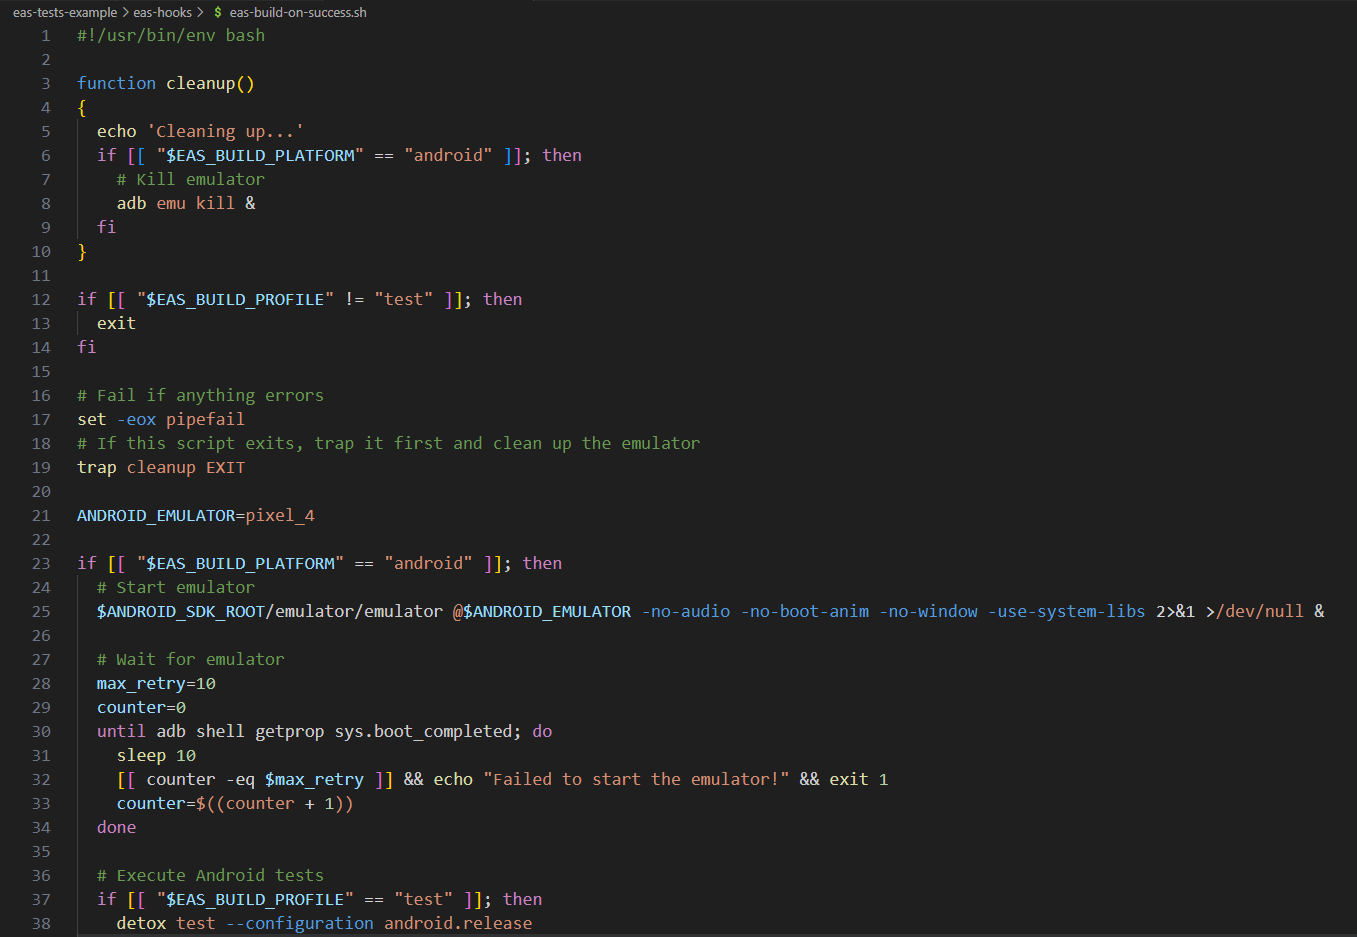 eas-tests-example > eas-hooks > $ eas-build-on-success.sh
1 #!/usr/bin/env bash
2
3 function cleanup()
4 {
5   echo 'Cleaning up...'
6   if [[ "$EAS_BUILD_PLATFORM" == "android" ]]; then
7     # Kill emulator
8     adb emu kill &
9   fi
10 }
11
12 if [[ "$EAS_BUILD_PROFILE" != "test" ]]; then
13   exit
14 fi
15
16 # Fail if anything errors
17 set -eox pipefail
18 # If this script exits, trap it first and clean up the emulator
19 trap cleanup EXIT
20
21 ANDROID_EMULATOR=pixel_4
22
23 if [[ "$EAS_BUILD_PLATFORM" == "android" ]]; then
24   # Start emulator
25   $ANDROID_SDK_ROOT/emulator/emulator @$ANDROID_EMULATOR -no-audio -no-boot-anim -no-window -use-system-libs 2>&1 >/dev/null &
26
27   # Wait for emulator
28   max_retry=10
29   counter=0
30   until adb shell getprop sys.boot_completed; do
31     sleep 10
32     [[ counter -eq $max_retry ]] && echo "Failed to start the emulator!" && exit 1
33     counter=$((counter + 1))
34   done
35
36   # Execute Android tests
37   if [[ "$EAS_BUILD_PROFILE" == "test" ]]; then
38     detox test --configuration android.release